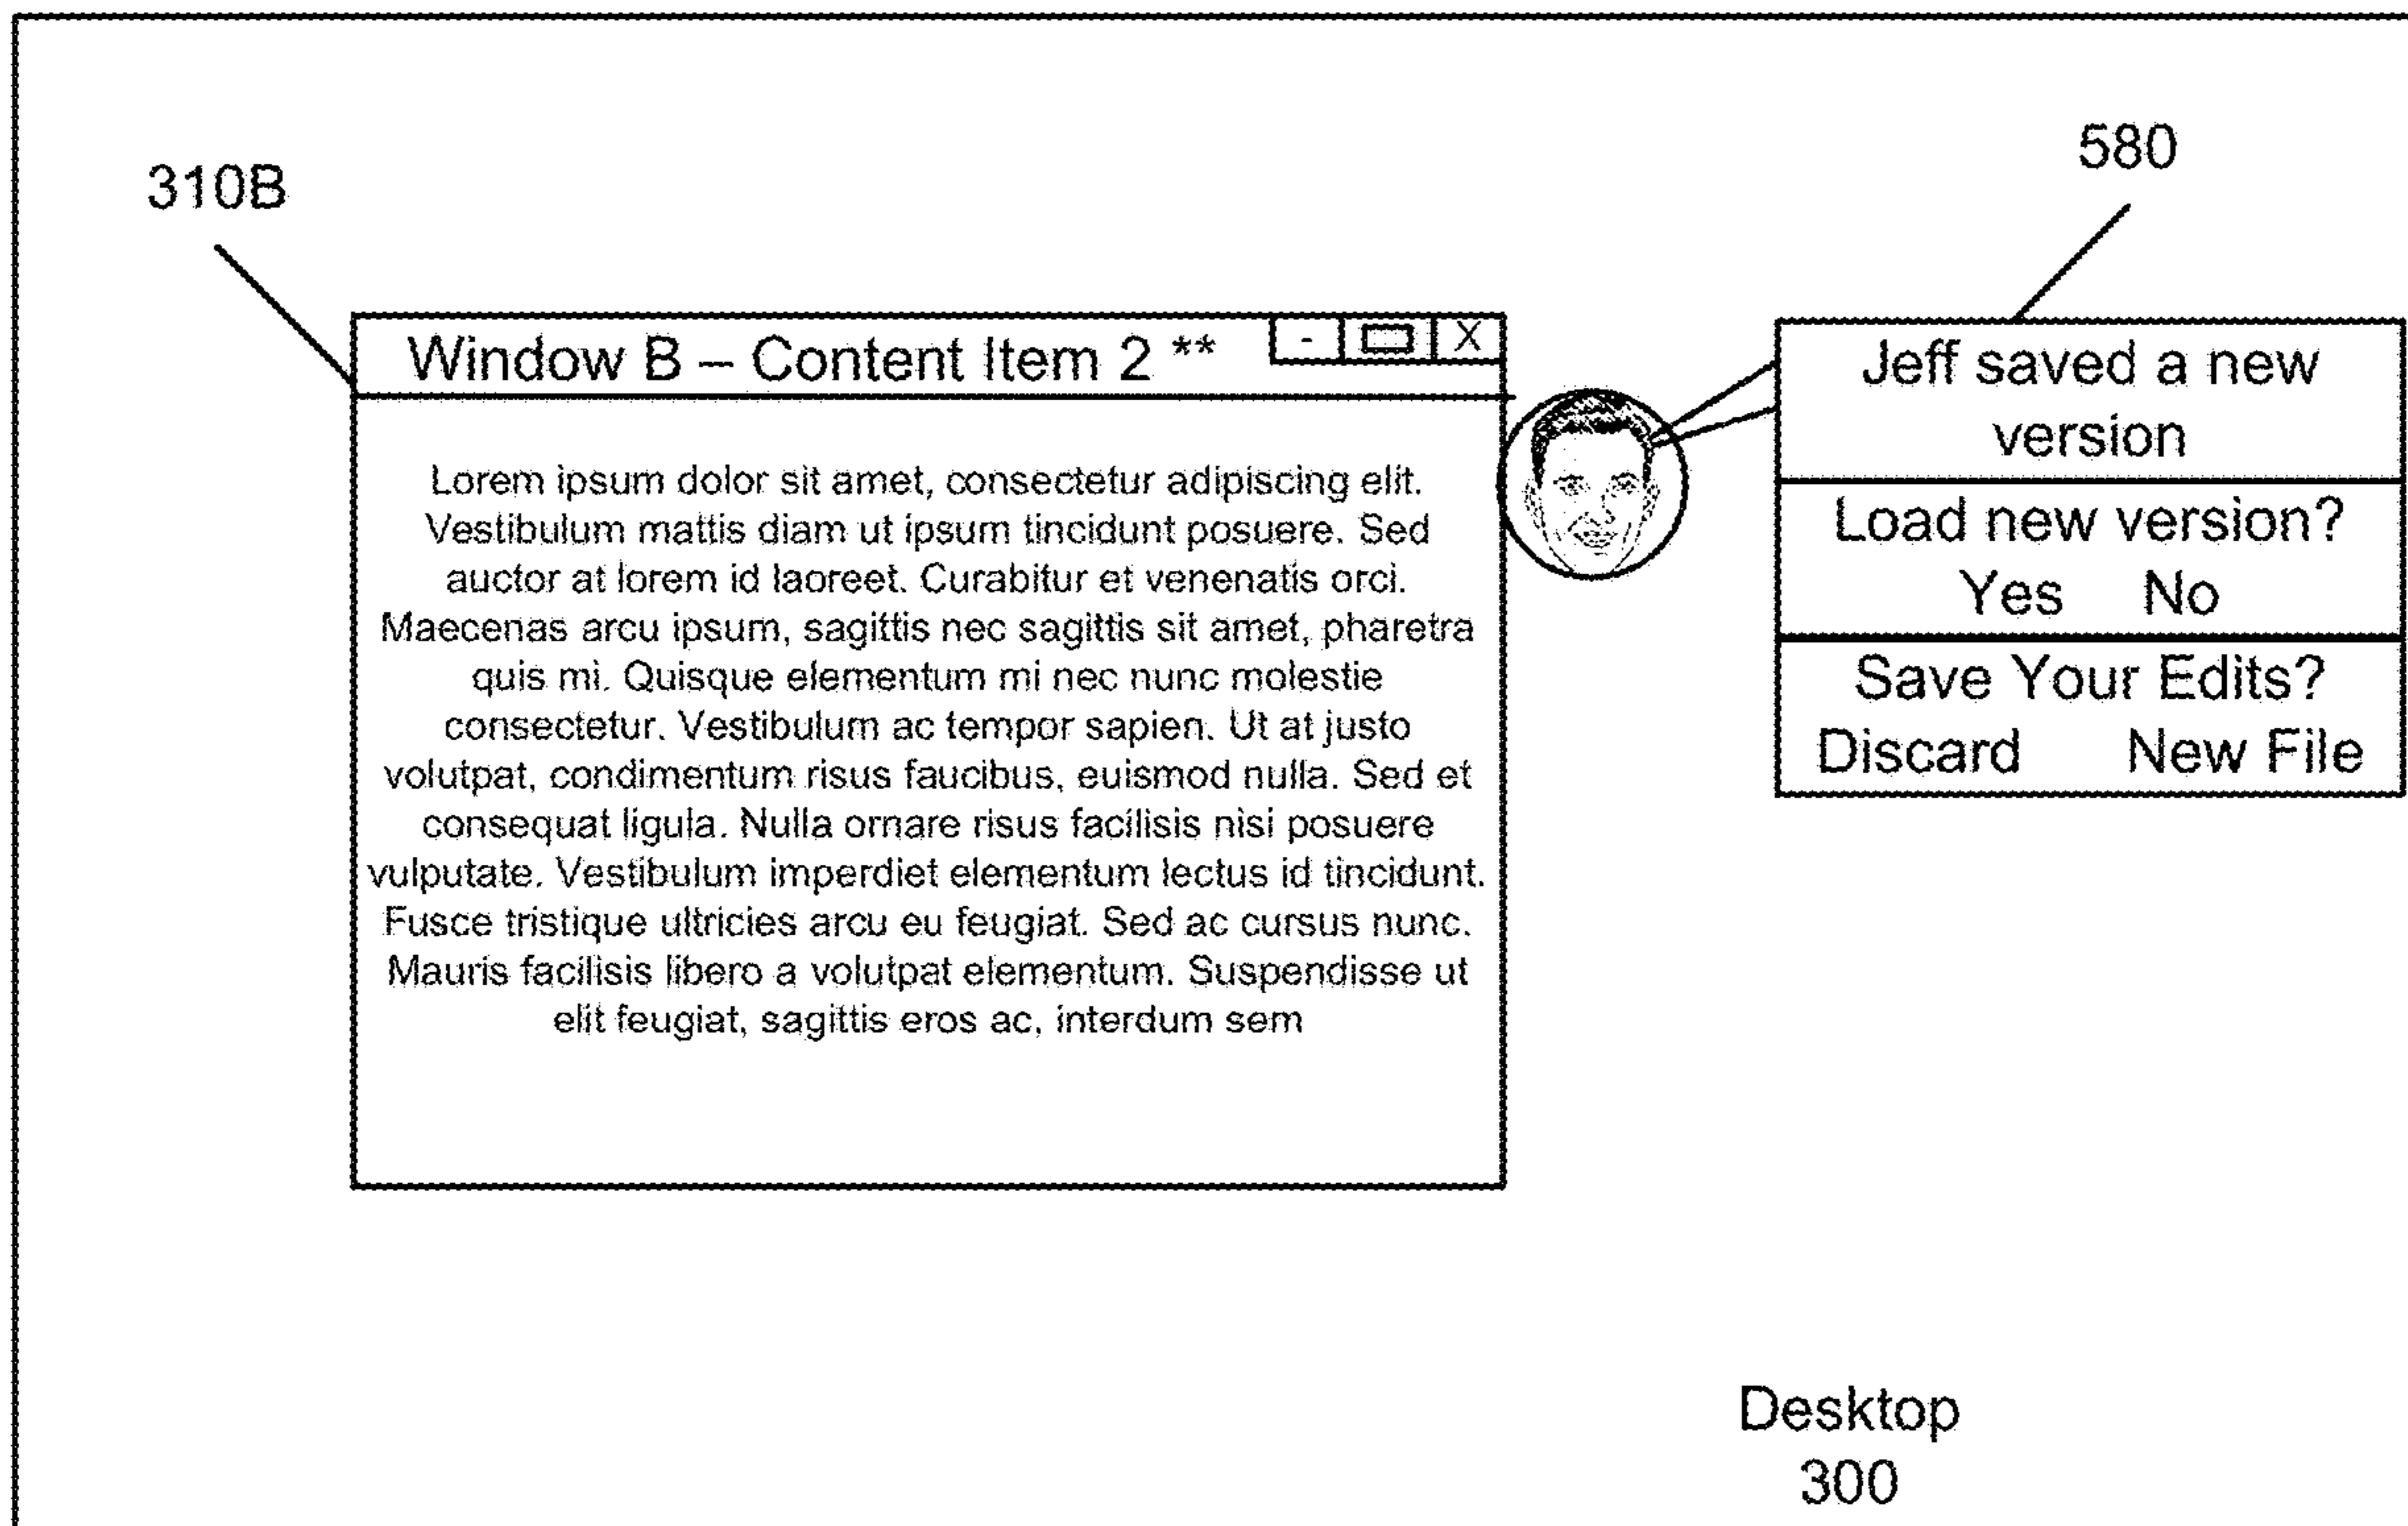 310B
580
Window B – Content Item 2 **
- X
Lorem ipsum dolor sit amet, consectetur adipiscing elit.
Vestibulum mattis diam ut ipsum tincidunt posuere. Sed
auctor at lorem id laoreet. Curabitur et venenatis orci.
Maecenas arcu ipsum, sagittis nec sagittis sit amet, pharetra
quis mi. Quisque elementum mi nec nunc molestie
consectetur. Vestibulum ac tempor sapien. Ut at justo
volutpat, condimentum risus faucibus, euismod nulla. Sed et
consequat ligula. Nulla ornare risus facilisis nisi posuere
vulputate. Vestibulum imperdiet elementum lectus id tincidunt.
Fusce tristique ultricies arcu eu feugiat. Sed ac cursus nunc.
Mauris facilisis libero a volutpat elementum. Suspendisse ut
elit feugiat, sagittis eros ac, interdum sem
Jeff saved a new
version
Load new version?
Yes No
Save Your Edits?
Discard New File
Desktop
300